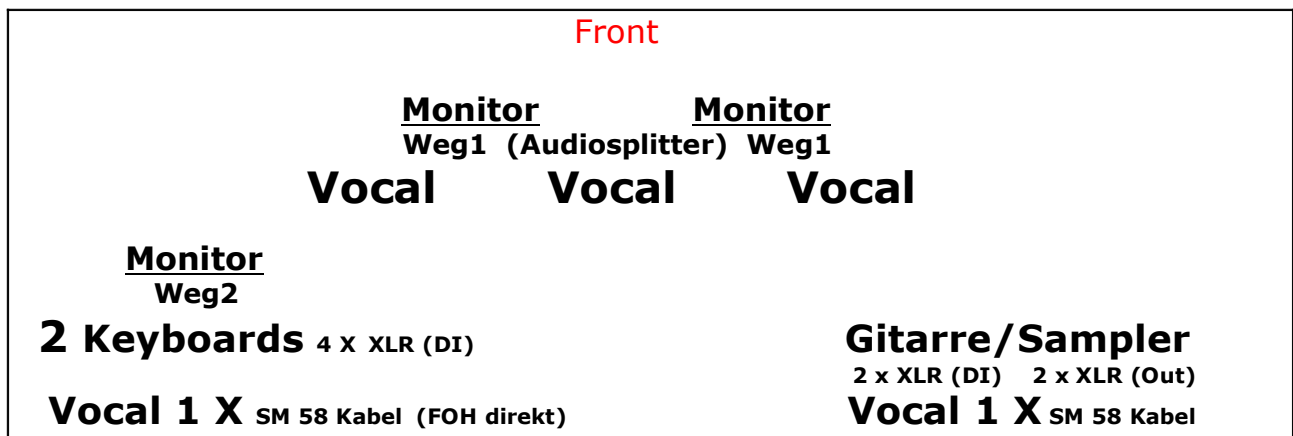 Front
Monitor Monitor
Weg1 (Audiosplitter) Weg1
Vocal Vocal Vocal
Monitor
Weg2
2 Keyboards 4 X XLR (DI) Gitarre/Sampler
2 x XLR (DI) 2 x XLR (Out)
Vocal 1 X SM 58 Kabel (FOH direkt) Vocal 1 X SM 58 Kabel